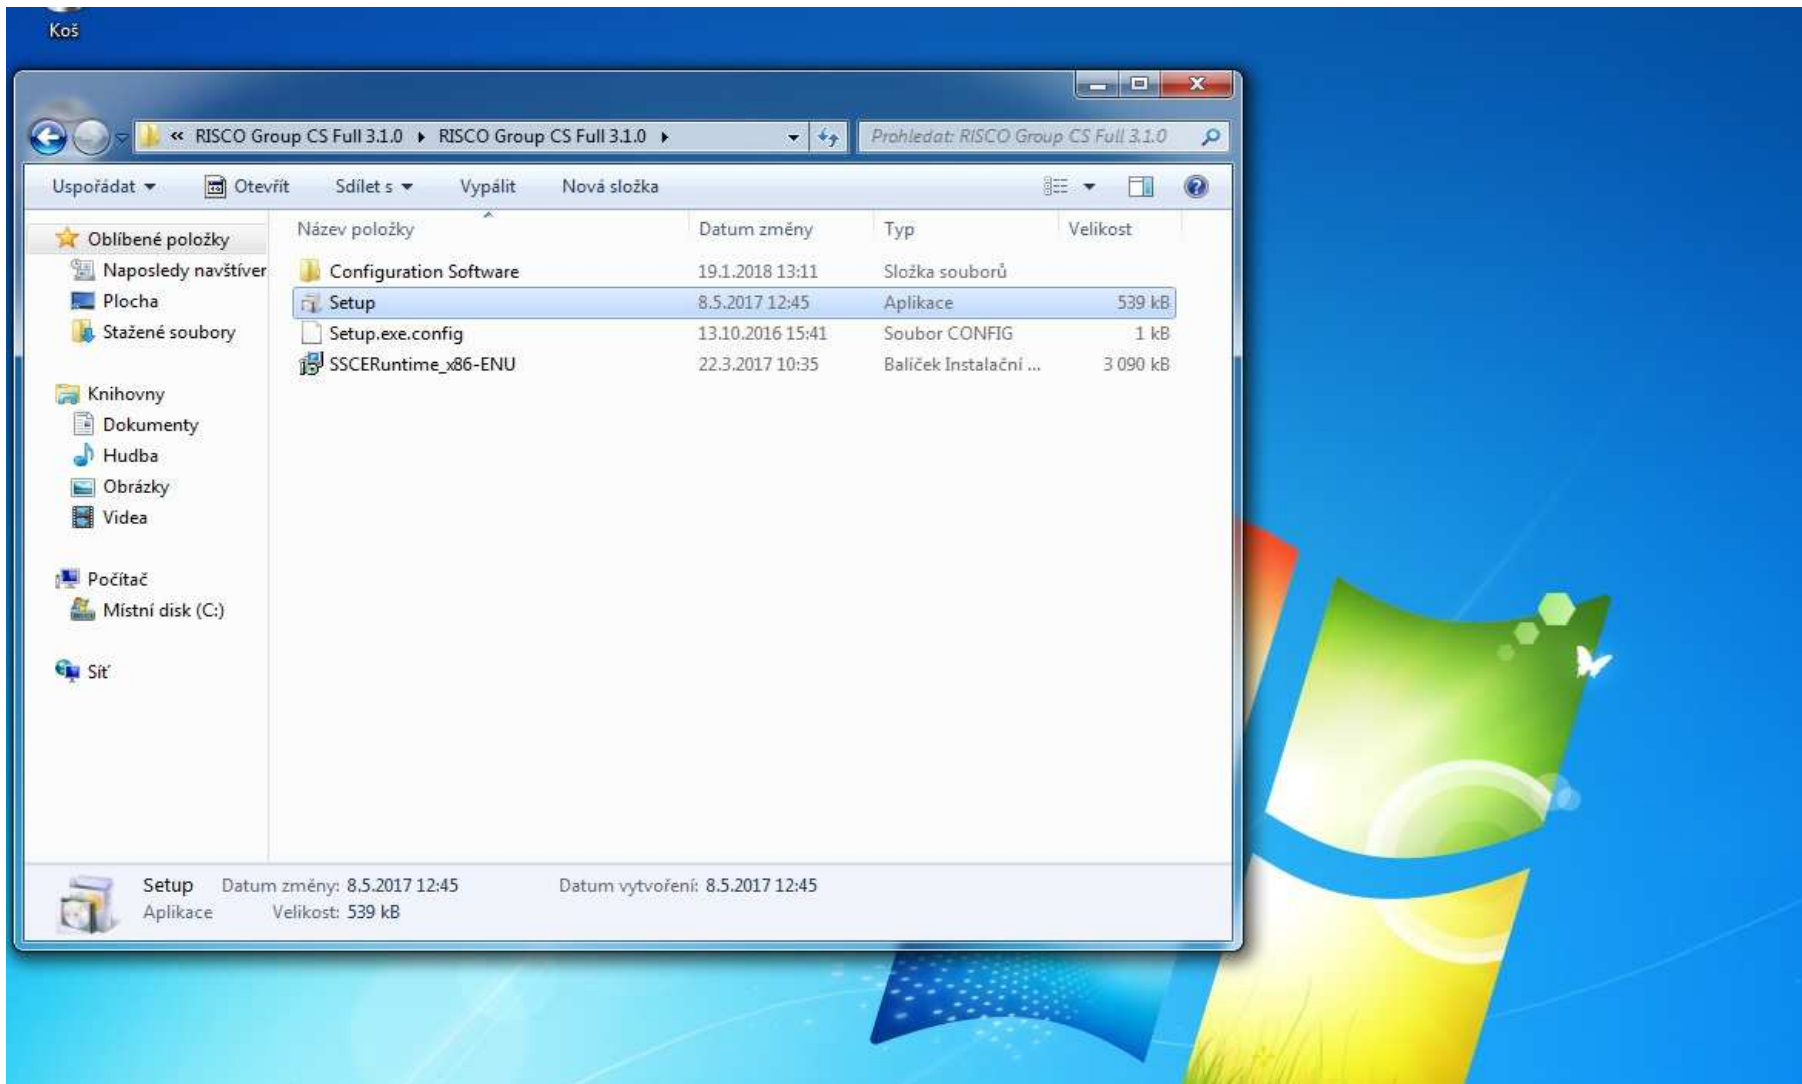 Koš
« RISCO Group CS Full 3.1.0 ▸ RISCO Group CS Full 3.1.0 ▸
Prohledat: RISCO Group CS Full 3.1.0
Uspořádat Otevřít Sdílet s Vypálit Nová složka
Název položky Datum změny Typ Velikost
Oblíbené položky
Naposledy navštíver
Plocha
Stažené soubory
Knihovny
Dokumenty
Hudba
Obrázky
Videa
Počítač
Místní disk (C:)
Síť
Configuration Software 19.1.2018 13:11 Složka souborů
Setup 8.5.2017 12:45 Aplikace 539 kB
Setup.exe.config 13.10.2016 15:41 Soubor CONFIG 1 kB
SSCERuntime_x86-ENU 22.3.2017 10:35 Balíček Instalační ... 3 090 kB
Setup Datum změny: 8.5.2017 12:45 Datum vytvoření: 8.5.2017 12:45
Aplikace Velikost: 539 kB